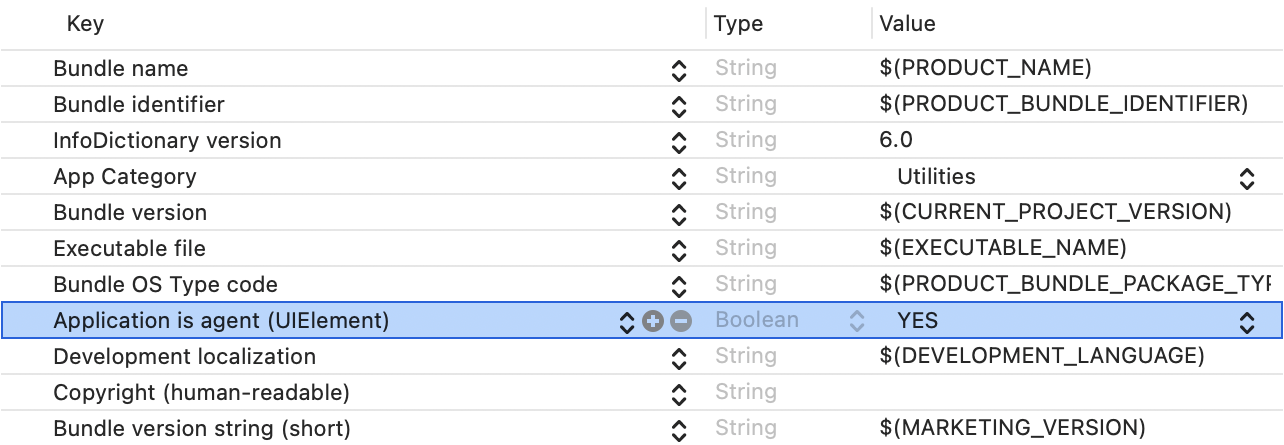 Key Type Value
Bundle name String $(PRODUCT_NAME)
Bundle identifier String $(PRODUCT_BUNDLE_IDENTIFIER)
InfoDictionary version String 6.0
App Category String Utilities
Bundle version String $(CURRENT_PROJECT_VERSION)
Executable file String $(EXECUTABLE_NAME)
Bundle OS Type code String $(PRODUCT_BUNDLE_PACKAGE_TYP
Application is agent (UIElement) Boolean YES
Development localization String $(DEVELOPMENT_LANGUAGE)
Copyright (human-readable) String
Bundle version string (short) String $(MARKETING_VERSION)